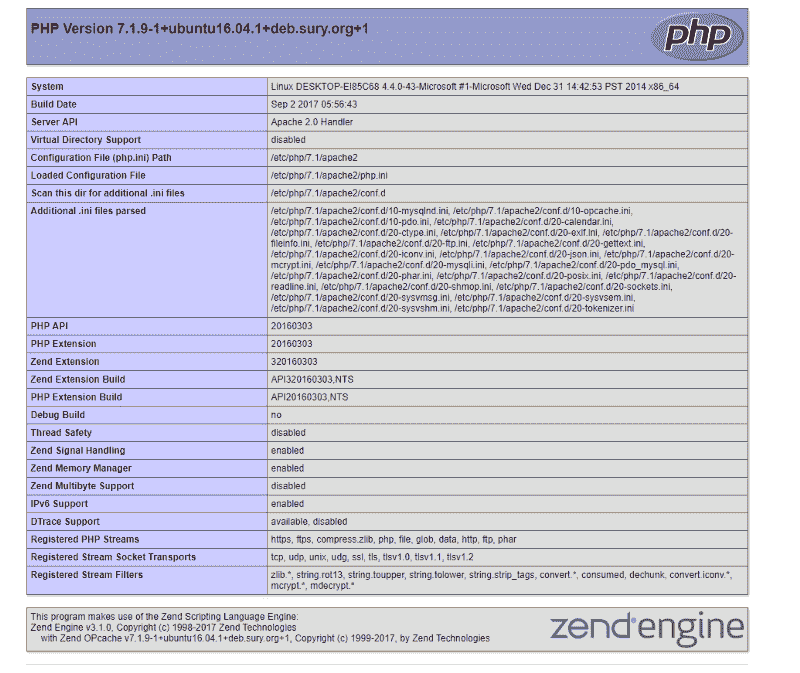 PHP Version 7.1.9-1+ubuntu16.04.1+deb.sury.org+1
php
System Linux DESKTOP-EI85C68 4.4.0-43-Microsoft #1-Microsoft Wed Dec 31 14:42:53 PST 2014 x86_64
Build Date Sep 2 2017 05:56:43
Server API Apache 2.0 Handler
Virtual Directory Support disabled
Configuration File (php.ini) Path /etc/php/7.1/apache2
Loaded Configuration File /etc/php/7.1/apache2/php.ini
Scan this dir for additional .ini files /etc/php/7.1/apache2/conf.d
Additional .ini files parsed /etc/php/7.1/apache2/conf.d/10-mysqlnd.ini, /etc/php/7.1/apache2/conf.d/10-opcache.ini,
/etc/php/7.1/apache2/conf.d/10-pdo.ini, /etc/php/7.1/apache2/conf.d/20-calendar.ini,
/etc/php/7.1/apache2/conf.d/20-ctype.ini, /etc/php/7.1/apache2/conf.d/20-exif.ini, /etc/php/7.1/apache2/conf.d/20-
fileinfo.ini, /etc/php/7.1/apache2/conf.d/20-ftp.ini, /etc/php/7.1/apache2/conf.d/20-gettext.ini,
/etc/php/7.1/apache2/conf.d/20-iconv.ini, /etc/php/7.1/apache2/conf.d/20-json.ini, /etc/php/7.1/apache2/conf.d/20-
mcrypt.ini, /etc/php/7.1/apache2/conf.d/20-mysqli.ini, /etc/php/7.1/apache2/conf.d/20-pdo_mysql.ini,
/etc/php/7.1/apache2/conf.d/20-phar.ini, /etc/php/7.1/apache2/conf.d/20-posix.ini, /etc/php/7.1/apache2/conf.d/20-
readline.ini, /etc/php/7.1/apache2/conf.d/20-shmop.ini, /etc/php/7.1/apache2/conf.d/20-sockets.ini,
/etc/php/7.1/apache2/conf.d/20-sysvmsg.ini, /etc/php/7.1/apache2/conf.d/20-sysvsem.ini,
/etc/php/7.1/apache2/conf.d/20-sysvshm.ini, /etc/php/7.1/apache2/conf.d/20-tokenizer.ini
PHP API 20160303
PHP Extension 20160303
Zend Extension 320160303
Zend Extension Build API320160303,NTS
PHP Extension Build API20160303,NTS
Debug Build no
Thread Safety disabled
Zend Signal Handling enabled
Zend Memory Manager enabled
Zend Multibyte Support disabled
IPv6 Support enabled
DTrace Support available, disabled
Registered PHP Streams https, ftps, compress.zlib, php, file, glob, data, http, ftp, phar
Registered Stream Socket Transports tcp, udp, unix, udg, ssl, tls, tlsv1.0, tlsv1.1, tlsv1.2
Registered Stream Filters zlib.*, string.rot13, string.toupper, string.tolower, string.strip_tags, convert.*, consumed, dechunk, convert.iconv.*,
mcrypt.*, mdecrypt.*
This program makes use of the Zend Scripting Language Engine:
Zend Engine v3.1.0, Copyright (c) 1998-2017 Zend Technologies
with Zend OPcache v7.1.9-1+ubuntu16.04.1+deb.sury.org+1, Copyright (c) 1999-2017, by Zend Technologies
zend engine